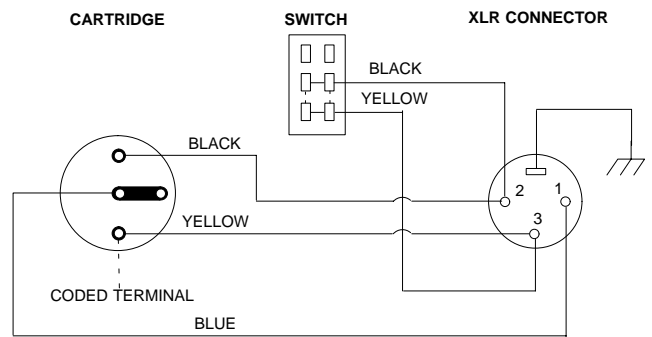 CARTRIDGE SWITCH XLR CONNECTOR
BLACK
YELLOW
BLACK
2 1
3
YELLOW
CODED TERMINAL
BLUE